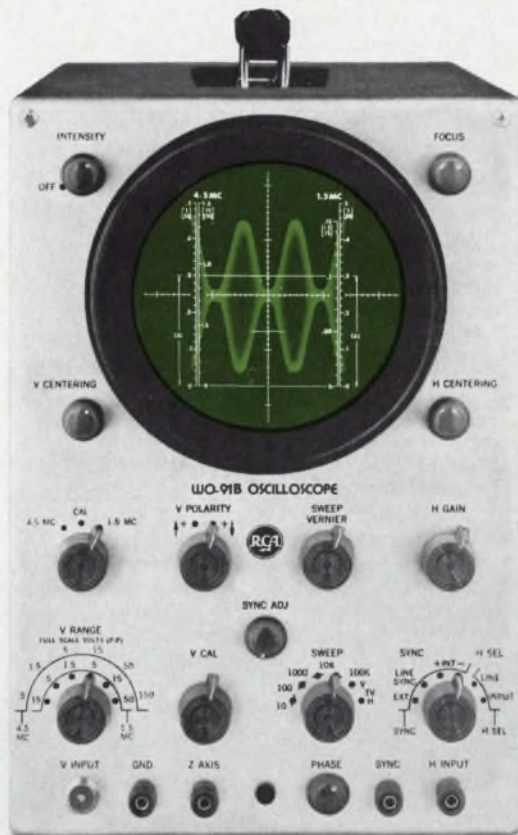 INTENSITY
FOCUS
OFF
4.5 MC
1.5 MC
CAL
CAL
V CENTERING
H CENTERING
WO-91B OSCILLOSCOPE
4.5 MC CAL 1.5 MC
V POLARITY
+ +
RCA
SWEEP
VERNIER
H GAIN
SYNC ADJ
V RANGE
FULL SCALE VOLTS (P-P)
.5 1.5 5 15 50 150
.15 .5 1.5 5 15 50
4.5
MC
1.5
MC
V CAL
SWEEP
10 100 1000 10K 100K
V
TV
H
SYNC H SEL
+INT-
LINE
SYNC
LINE
EXT
INPUT
SYNC
H SEL
V INPUT GND Z AXIS PHASE SYNC H INPUT